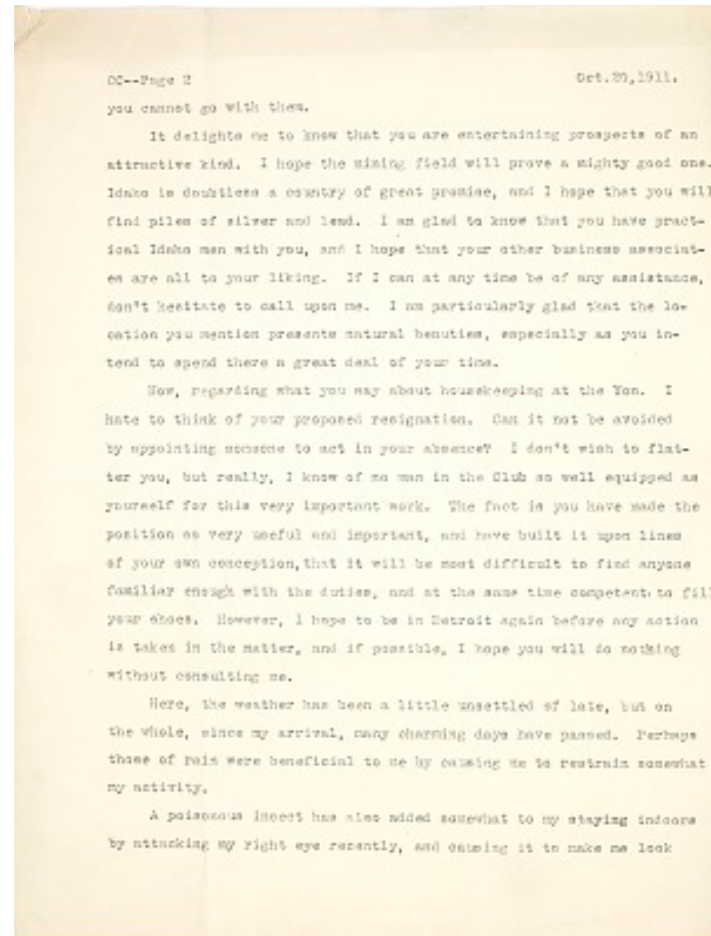 CC--Page 2 Oct.20,1911.
you cannot go with them.
It delights me to know that you are entertaining prospects of an
attractive kind. I hope the mining field will prove a mighty good one.
Idaho is doubtless a country of great promise, and I hope that you will
find piles of silver and lead. I am glad to know that you have pract-
ical Idaho men with you, and I hope that your other business associat-
es are all to your liking. If I can at any time be of any assistance,
don't hesitate to call upon me. I am particularly glad that the lo-
cation you mention presents natural beauties, especially as you in-
tend to spend there a great deal of your time.
Now, regarding what you say about housekeeping at the Yon. I
hate to think of your proposed resignation. Can it not be avoided
by appointing someone to act in your absence? I don't wish to flat-
ter you, but really, I know of no man in the Club so well equipped as
yourself for this very important work. The fact is you have made the
position so very useful and important, and have built it upon lines
of your own conception, that it will be most difficult to find anyone
familiar enough with the duties, and at the same time competent to fill
your shoes. However, I hope to be in Detroit again before any action
is taken in the matter, and if possible, I hope you will do nothing
without consulting me.
Here, the weather has been a little unsettled of late, but on
the whole, since my arrival, many charming days have passed. Perhaps
those of rain were beneficial to me by causing me to restrain somewhat
my activity.
A poisonous insect has also added somewhat to my staying indoors
by attacking my right eye recently, and causing it to make me look